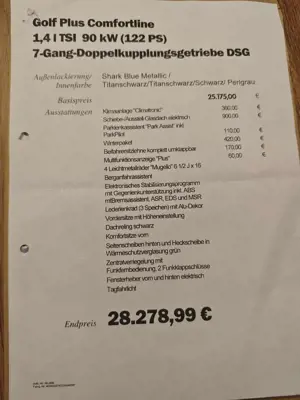 Golf Plus Comfortline
1,4 l TSI 90 kW (122 PS)
7-Gang-Doppelkupplungsgetriebe DSG
Außenlackierung/ Shark Blue Metallic /
Innenfarbe Titanschwarz/Titanschwarz/Schwarz/ Perlgrau
Basispreis 25.175,00 €
Ausstattungen Klimaanlage "Climatronic" 360,00 €
Schiebe-Ausstell-Glasdach elektrisch 900,00 €
Parklenkassistent "Park Assist" inkl
ParkPilot 110,00 €
Winterpaket 420,00 €
Beifahrersitzlehne komplett umklappbar 170,00 €
Multifunktionsanzeige "Plus" 60,00 €
4 Leichtmetallräder "Mugello" 6 1/2 J x 16
Berganfahrassistent
Elektronisches Stabilisierungsprogramm
mit Gegenlenkunterstützung inkl. ABS
mitBremsassistent, ASR, EDS und MSR
Lederlenkrad (3 Speichen) mit Alu-Dekor
Vordersitze mit Höheneinstellung
Dachreling schwarz
Komfortsitze vorn
Seitenscheiben hinten und Heckscheibe in
Wärmeschutzverglasung grün
Zentralverriegelung mit
Funkfernbedienung, 2 Funkklappschlüsse
Fensterheber vorn und hinten elektrisch
Tagfahrlicht
Endpreis 28.278,99 €